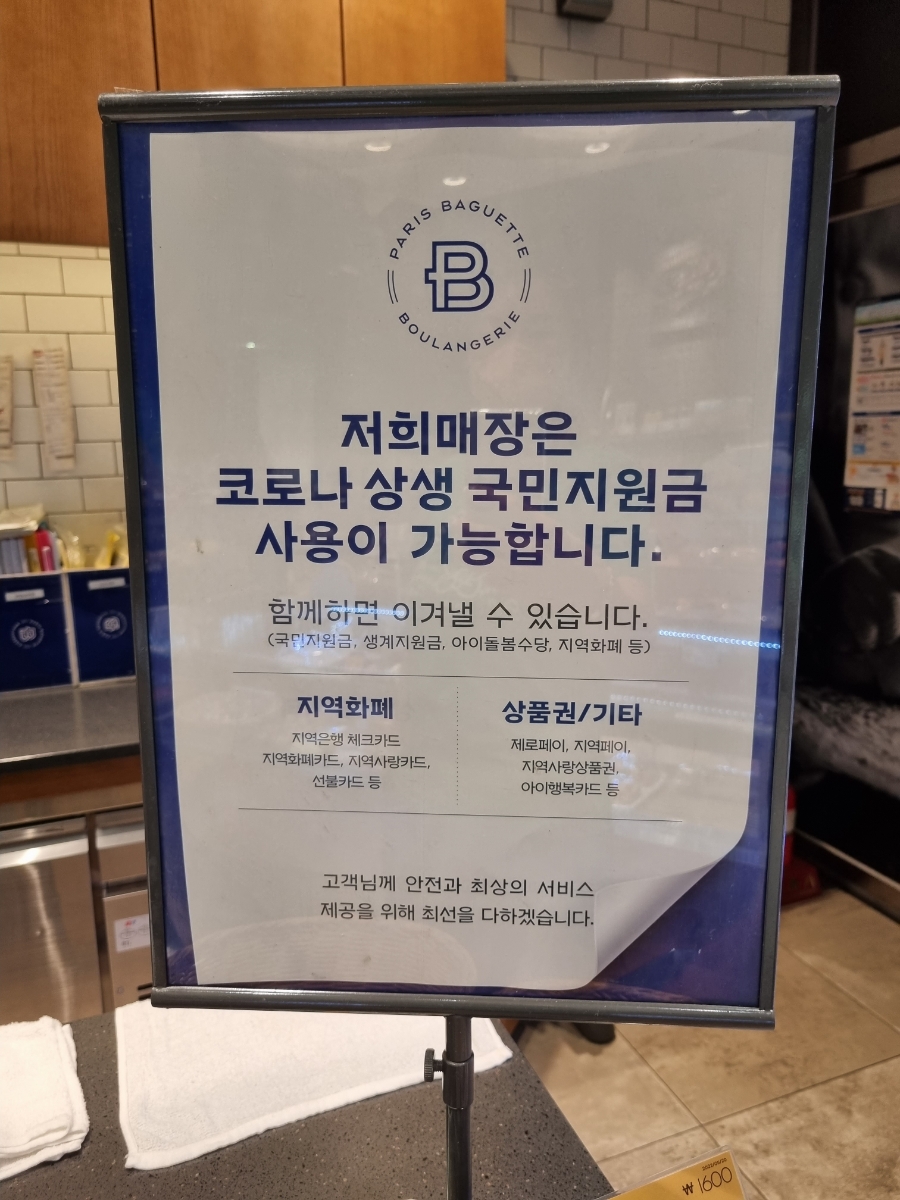 PARIS BAGUETTE
B
BOULANGERIE
저희매장은
코로나 상생 국민지원금
사용이 가능합니다.
함께하면 이겨낼 수 있습니다.
(국민지원금, 생계지원금, 아이돌봄수당, 지역화폐 등)
지역화폐
지역은행 체크카드
지역화폐카드, 지역사랑카드,
선불카드 등
상품권/기타
제로페이, 지역페이,
지역사랑상품권,
아이행복카드 등
고객님께 안전과 최상의 서비스
제공을 위해 최선을 다하겠습니다.
₩ 1600